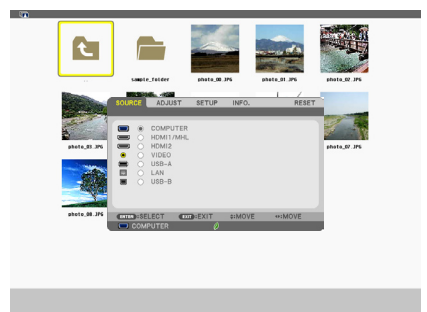 ..
sample_folder
photo_00.JPG
photo_01.JPG
photo_02.JPG
SOURCE ADJUST SETUP INFO. RESET
COMPUTER
HDMI1/MHL
HDMI2
VIDEO
USB-A
LAN
USB-B
photo_03.JPG
photo_07.JPG
photo_08.JPG
ENTER:SELECT EXIT:EXIT ↕:MOVE ↔:MOVE
COMPUTER